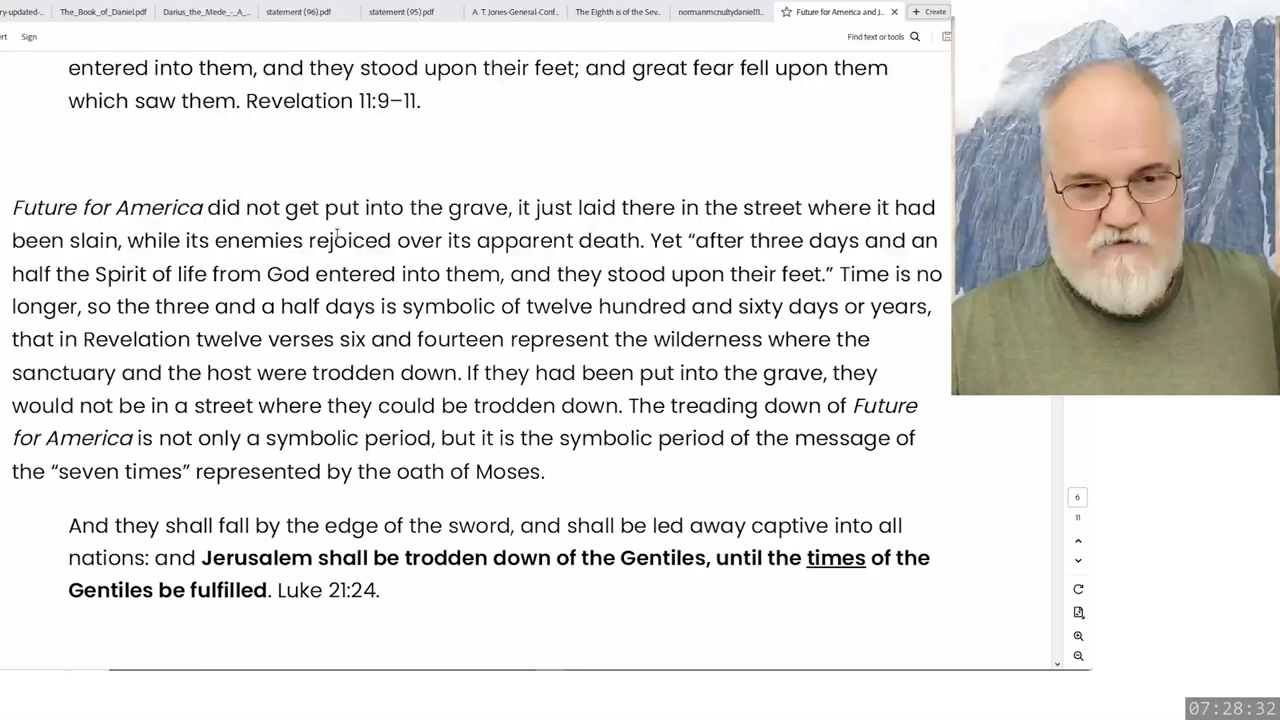 ry-updated-.. The_Book_of_Daniel.pdf Darius_the_Mede_-_A_.. statement (96).pdf statement (95).pdf A. T. Jones-General-Conf... The Eighth is of the Sev.. normanmcnultydaniel11.. Future for America and J.. Create
ert Sign Find text or tools
entered into them, and they stood upon their feet; and great fear fell upon them
which saw them. Revelation 11:9–11.
Future for America did not get put into the grave, it just laid there in the street where it had
been slain, while its enemies rejoiced over its apparent death. Yet “after three days and an
half the Spirit of life from God entered into them, and they stood upon their feet.” Time is no
longer, so the three and a half days is symbolic of twelve hundred and sixty days or years,
that in Revelation twelve verses six and fourteen represent the wilderness where the
sanctuary and the host were trodden down. If they had been put into the grave, they
would not be in a street where they could be trodden down. The treading down of Future
for America is not only a symbolic period, but it is the symbolic period of the message of
the “seven times” represented by the oath of Moses.
And they shall fall by the edge of the sword, and shall be led away captive into all
nations: and Jerusalem shall be trodden down of the Gentiles, until the times of the
Gentiles be fulfilled. Luke 21:24.
6
11
07:28:32